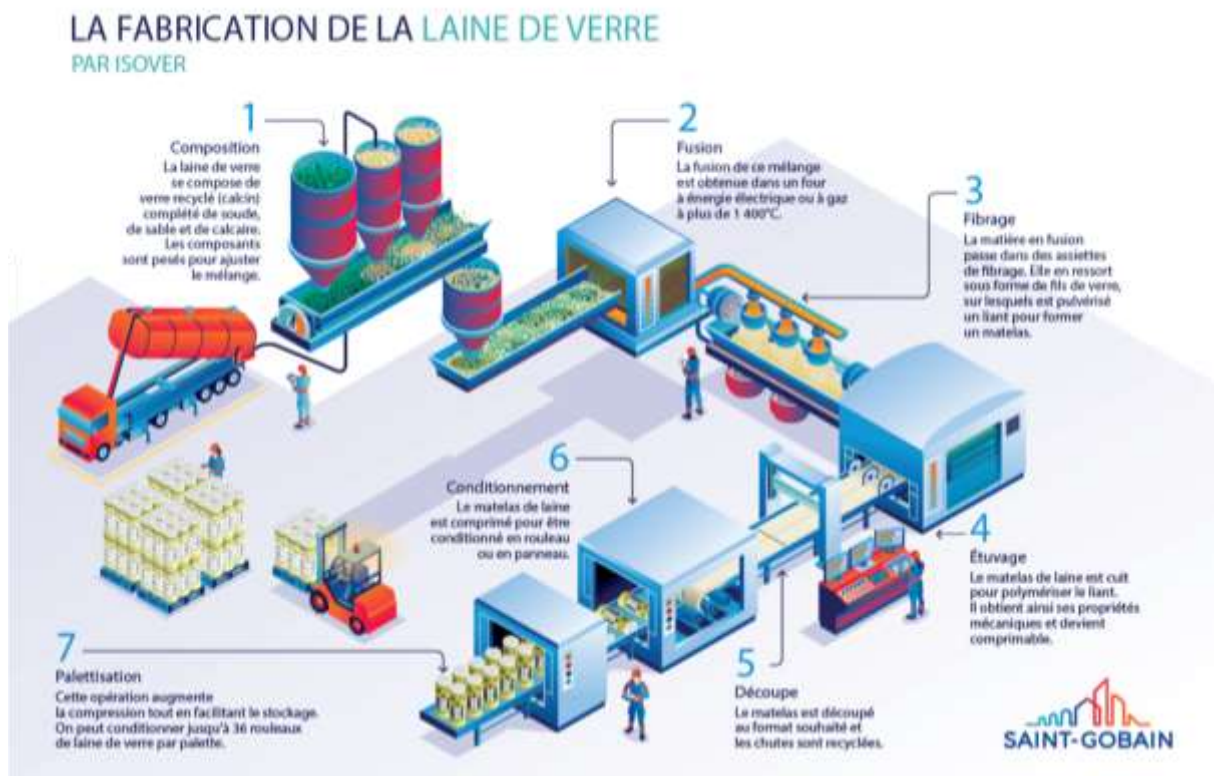 LA FABRICATION DE LA LAINE DE VERRE
PAR ISOVER
1
Composition
La laine de verre
se compose de
verre recyclé (calcin)
complété de soude,
de sable et de calcaire.
Les composants
sont pesés pour ajuster
le mélange.
2
Fusion
La fusion de ce mélange
est obtenue dans un four
à énergie électrique ou à gaz
à plus de 1 400°C.
3
Fibrage
La matière en fusion
passe dans des assiettes
de fibrage. Elle en ressort
sous forme de fils de verre,
sur lesquels est pulvérisé
un liant pour former
un matelas.
4
Étuvage
Le matelas de laine est cuit
pour polymériser le liant.
Il obtient ainsi ses propriétés
mécaniques et devient
comprimable.
5
Découpe
Le matelas est découpé
au format souhaité et
les chutes sont recyclées.
6
Conditionnement
Le matelas de laine
est comprimé pour être
conditionné en rouleau
ou en panneau.
7
Palettisation
Cette opération augmente
la compression tout en facilitant le stockage.
On peut conditionner jusqu'à 36 rouleaux
de laine de verre par palette.
SAINT-GOBAIN